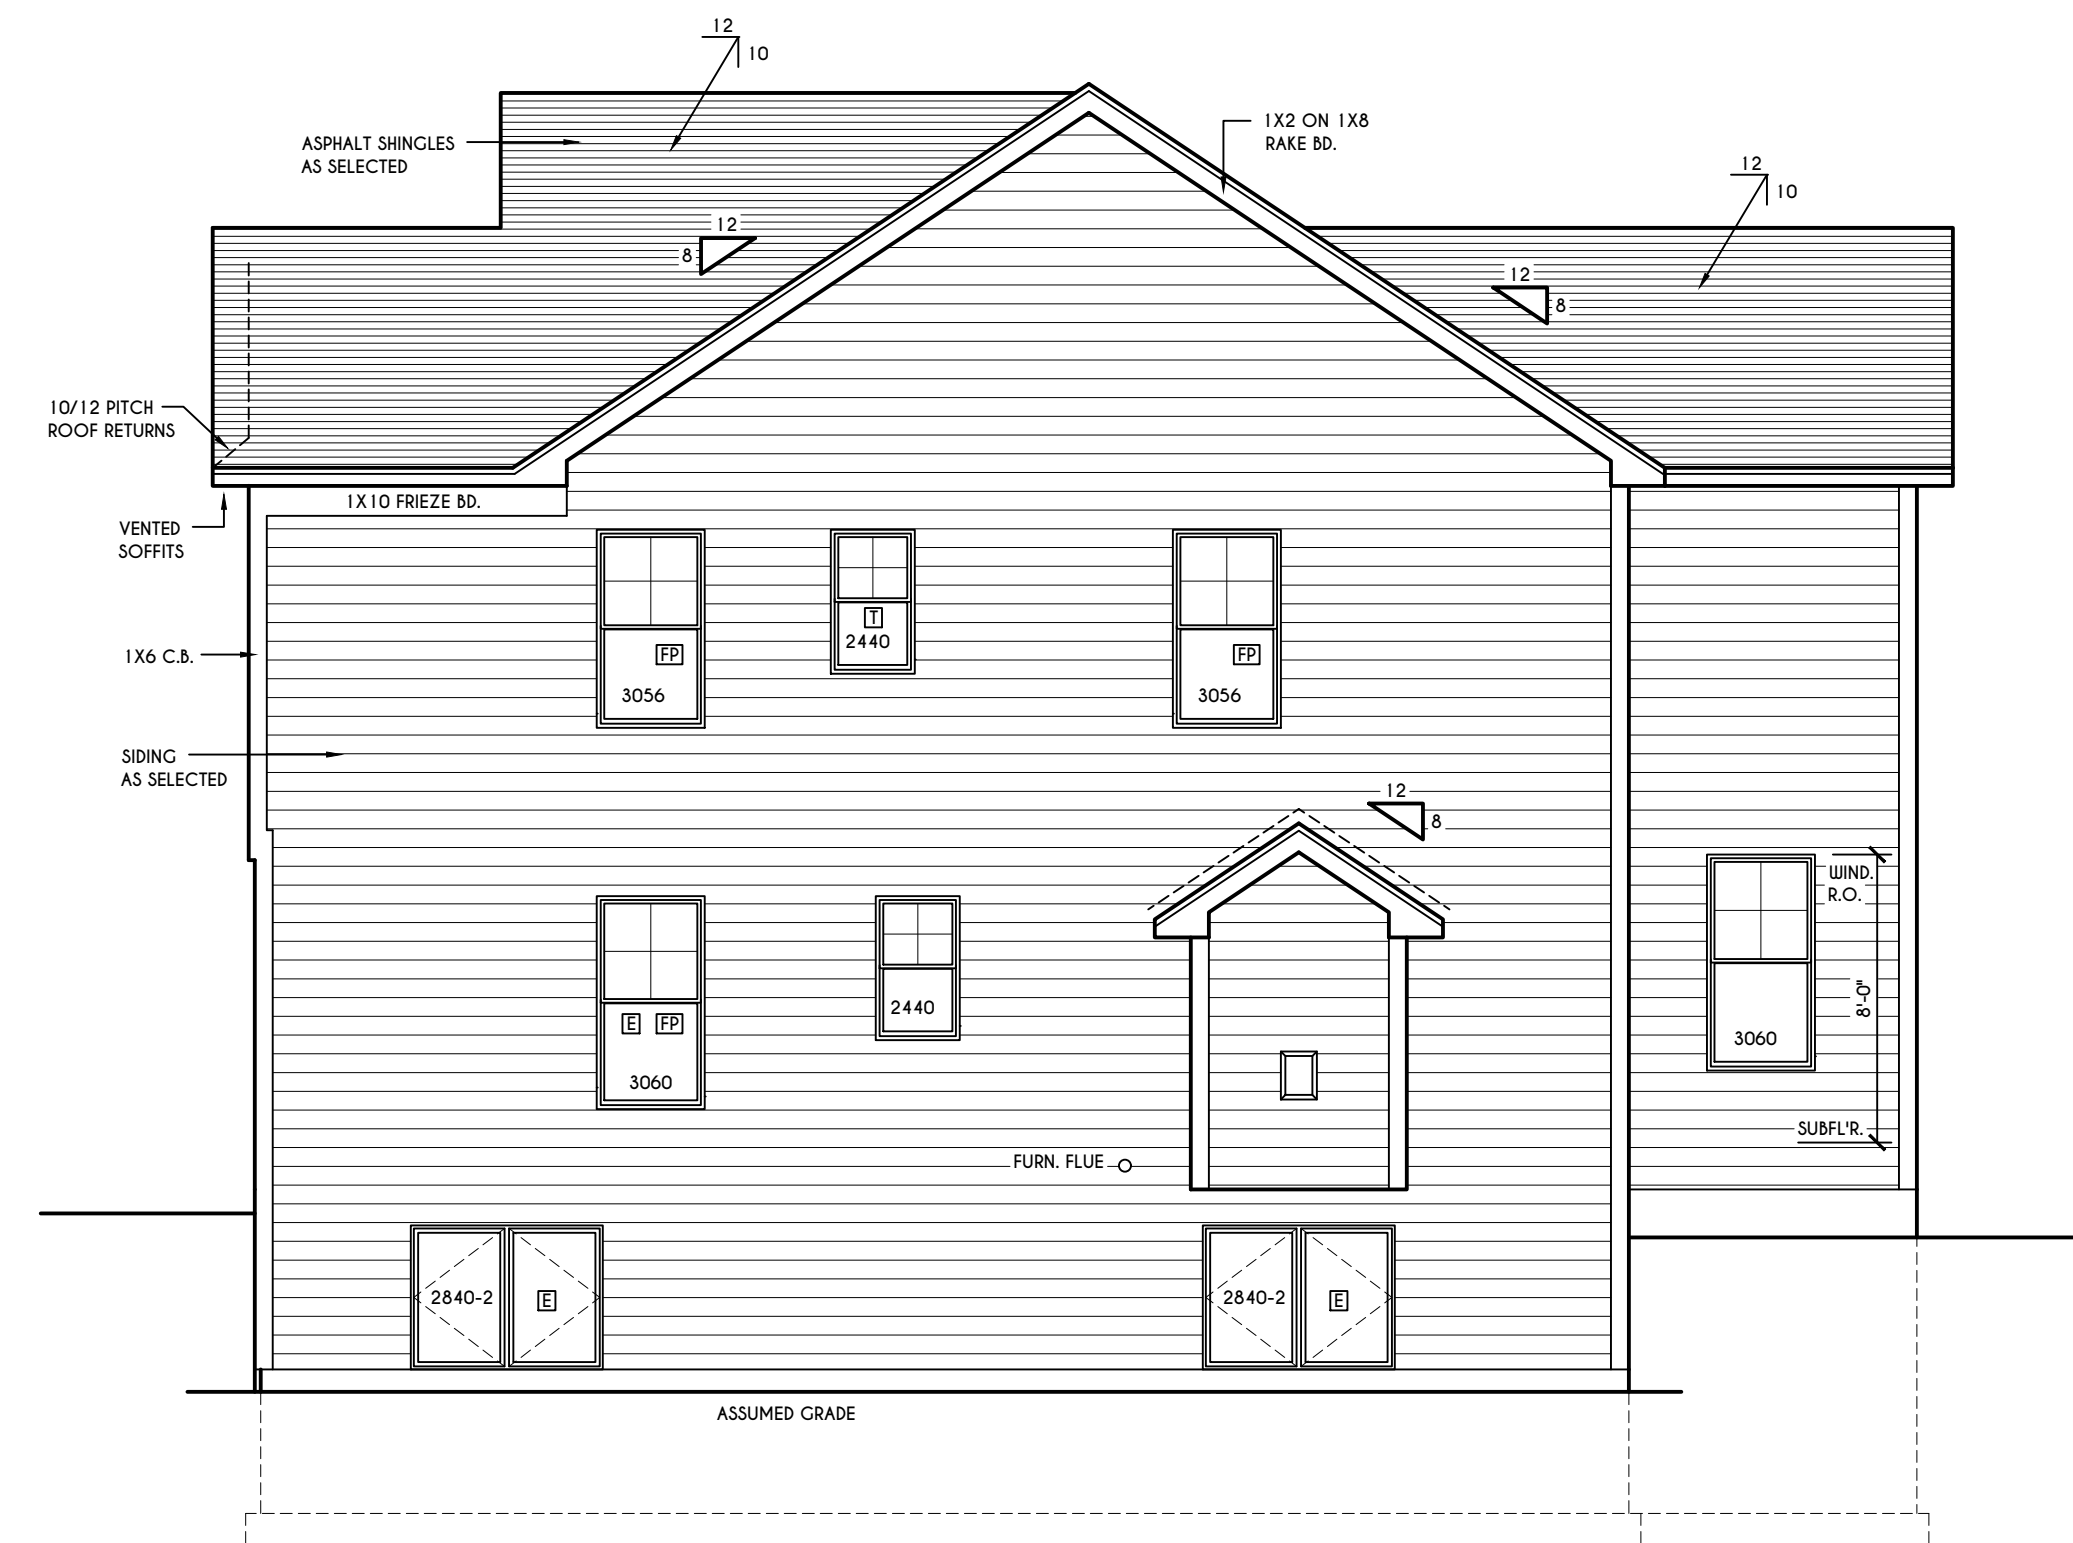 12
10
ASPHALT SHINGLES
AS SELECTED
1X2 ON 1X8
RAKE BD.
12
10
12
8
12
8
10/12 PITCH
ROOF RETURNS
1X10 FRIEZE BD.
VENTED
SOFFITS
T
2440
FP
3056
FP
3056
1X6 C.B.
SIDING
AS SELECTED
12
8
WIND.
R.O.
8'-0"
3060
SUBFL'R.
E FP
3060
2440
FURN. FLUE
2840-2 E
2840-2 E
ASSUMED GRADE